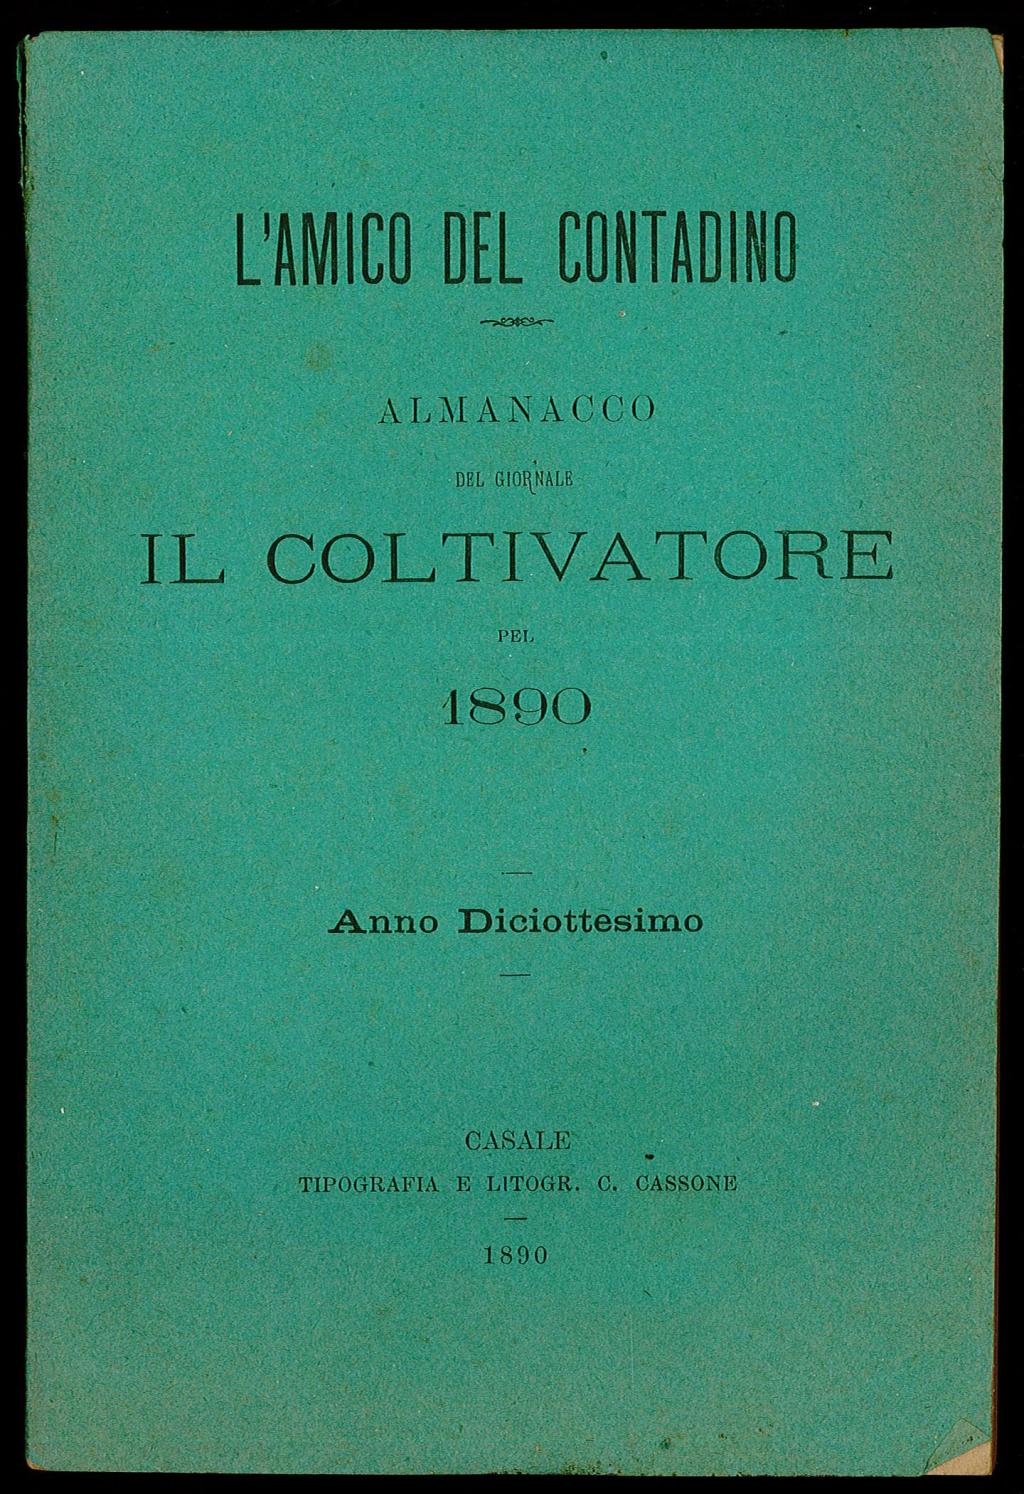 L'AMICO DEL CONTADINO
ALMANACCO
DEL GIORNALE
IL COLTIVATORE
PEL
1890
Anno Diciottesimo
CASALE
TIPOGRAFIA E LITOGR. C. CASSONE
1890